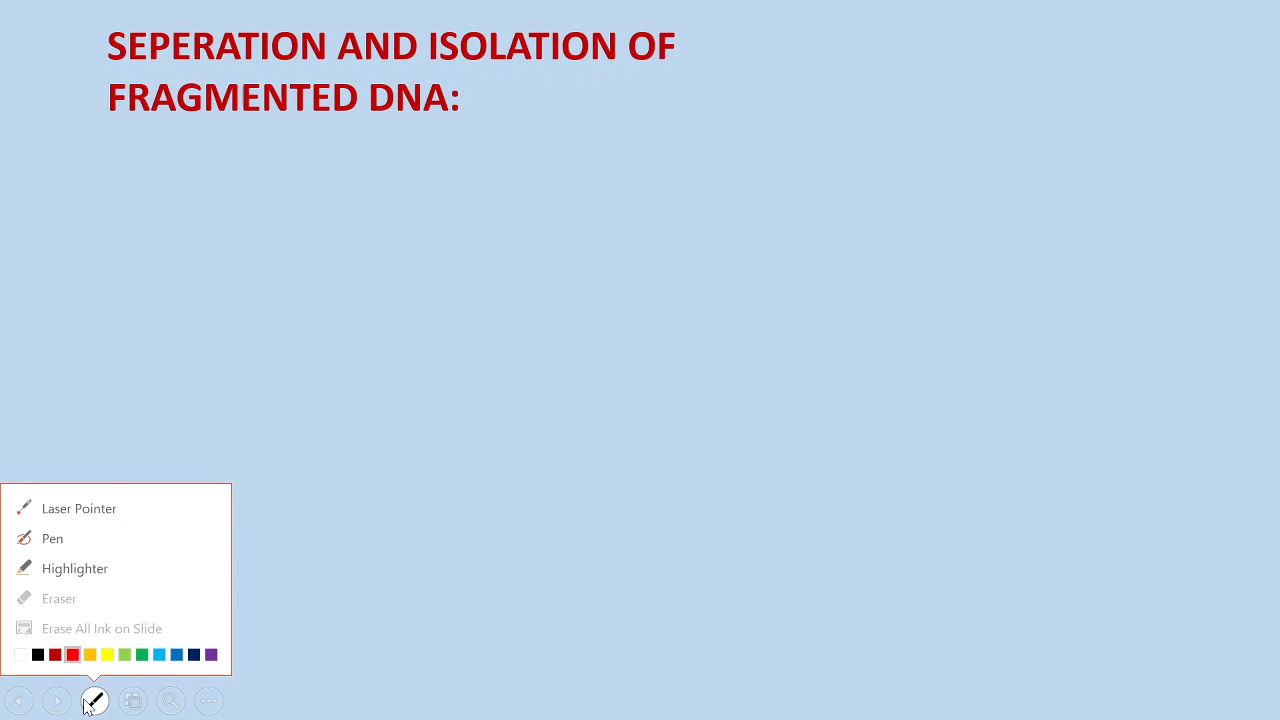 SEPERATION AND ISOLATION OF
FRAGMENTED DNA:
Laser Pointer
Pen
Highlighter
Eraser
Erase All Ink on Slide